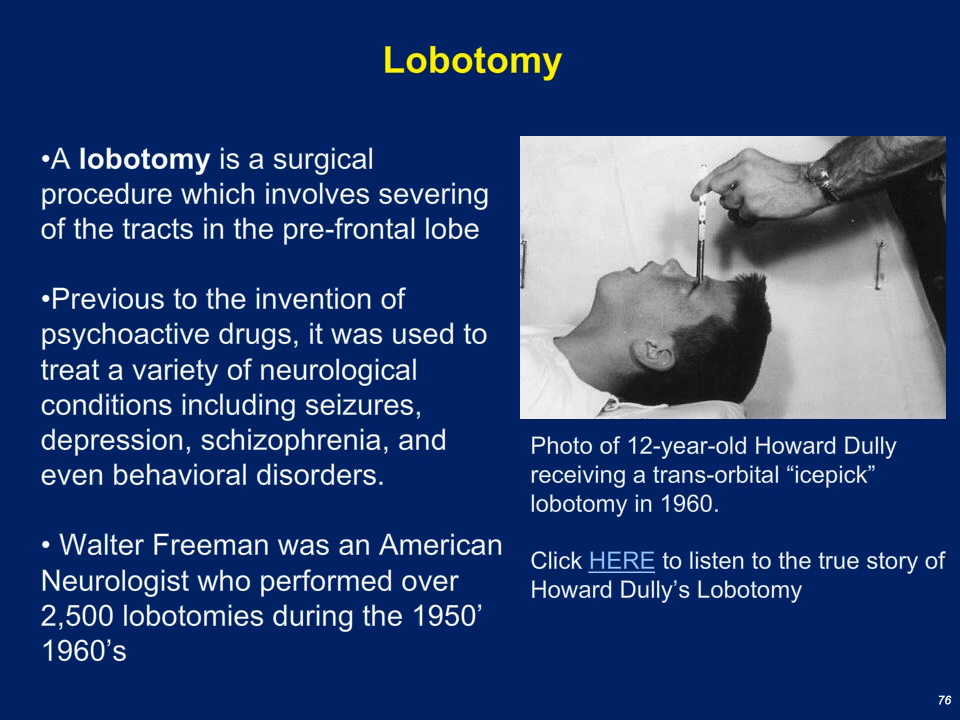 Lobotomy
•A lobotomy is a surgical
procedure which involves severing
of the tracts in the pre-frontal lobe
•Previous to the invention of
psychoactive drugs, it was used to
treat a variety of neurological
conditions including seizures,
depression, schizophrenia, and
even behavioral disorders.
• Walter Freeman was an American
Neurologist who performed over
2,500 lobotomies during the 1950’
1960’s
Photo of 12-year-old Howard Dully
receiving a trans-orbital “icepick”
lobotomy in 1960.
Click HERE to listen to the true story of
Howard Dully’s Lobotomy
76